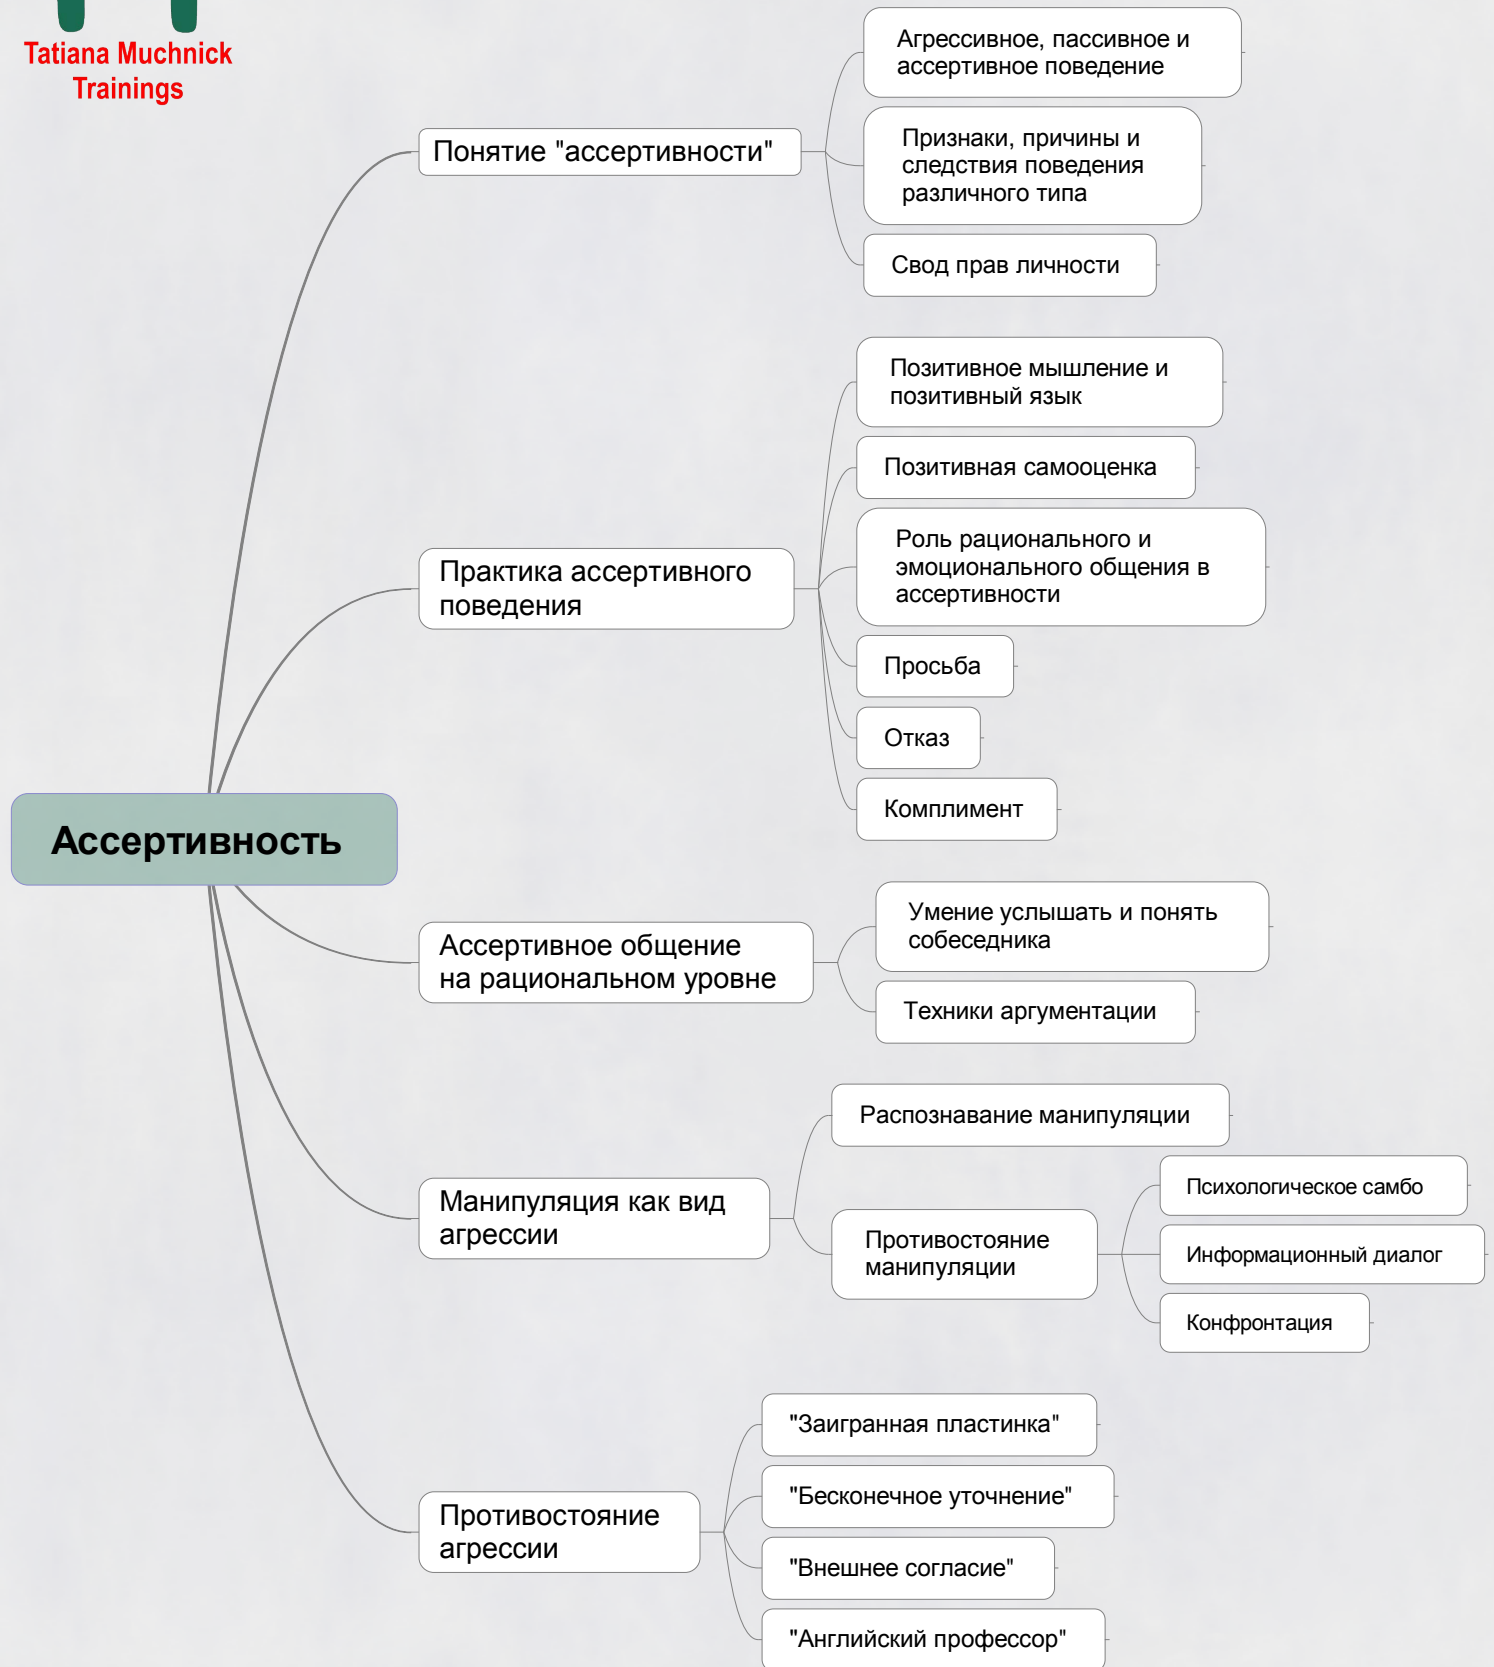 Tatiana Muchnick
Trainings
Ассертивность
Понятие "ассертивности"
Агрессивное, пассивное и
ассертивное поведение
Признаки, причины и
следствия поведения
различного типа
Свод прав личности
Практика ассертивного
поведения
Позитивное мышление и
позитивный язык
Позитивная самооценка
Роль рационального и
эмоционального общения в
ассертивности
Просьба
Отказ
Комплимент
Ассертивное общение
на рациональном уровне
Умение услышать и понять
собеседника
Техники аргументации
Манипуляция как вид
агрессии
Распознавание манипуляции
Противостояние
манипуляции
Психологическое самбо
Информационный диалог
Конфронтация
Противостояние
агрессии
"Заигранная пластинка"
"Бесконечное уточнение"
"Внешнее согласие"
"Английский профессор"